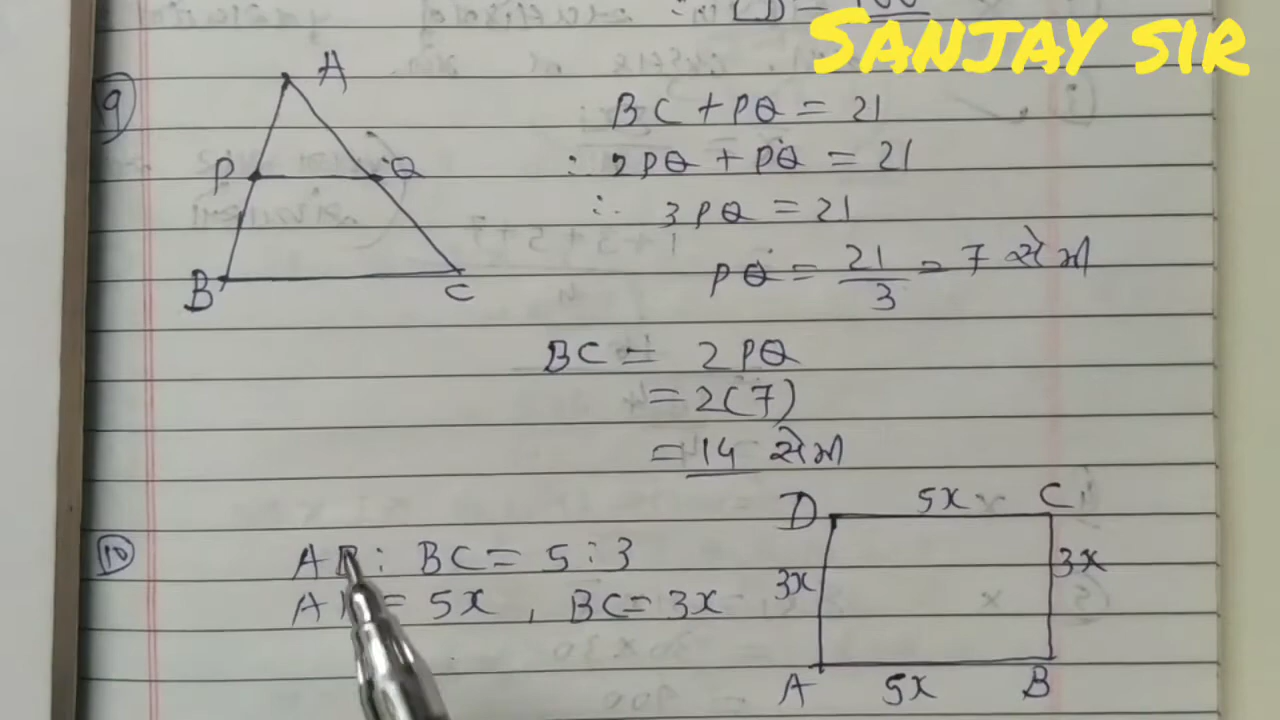 SANJAY SIR
9
A
P Q
B C
BC + PQ = 21
∴ 2PQ + PQ = 21
∴ 3PQ = 21
PQ = 21/3 = 7 સેમી
BC = 2PQ
= 2(7)
= 14 સેમી
10
AB : BC = 5 : 3
= 5x , BC = 3x
D 5x C
3x 3x
A 5x B